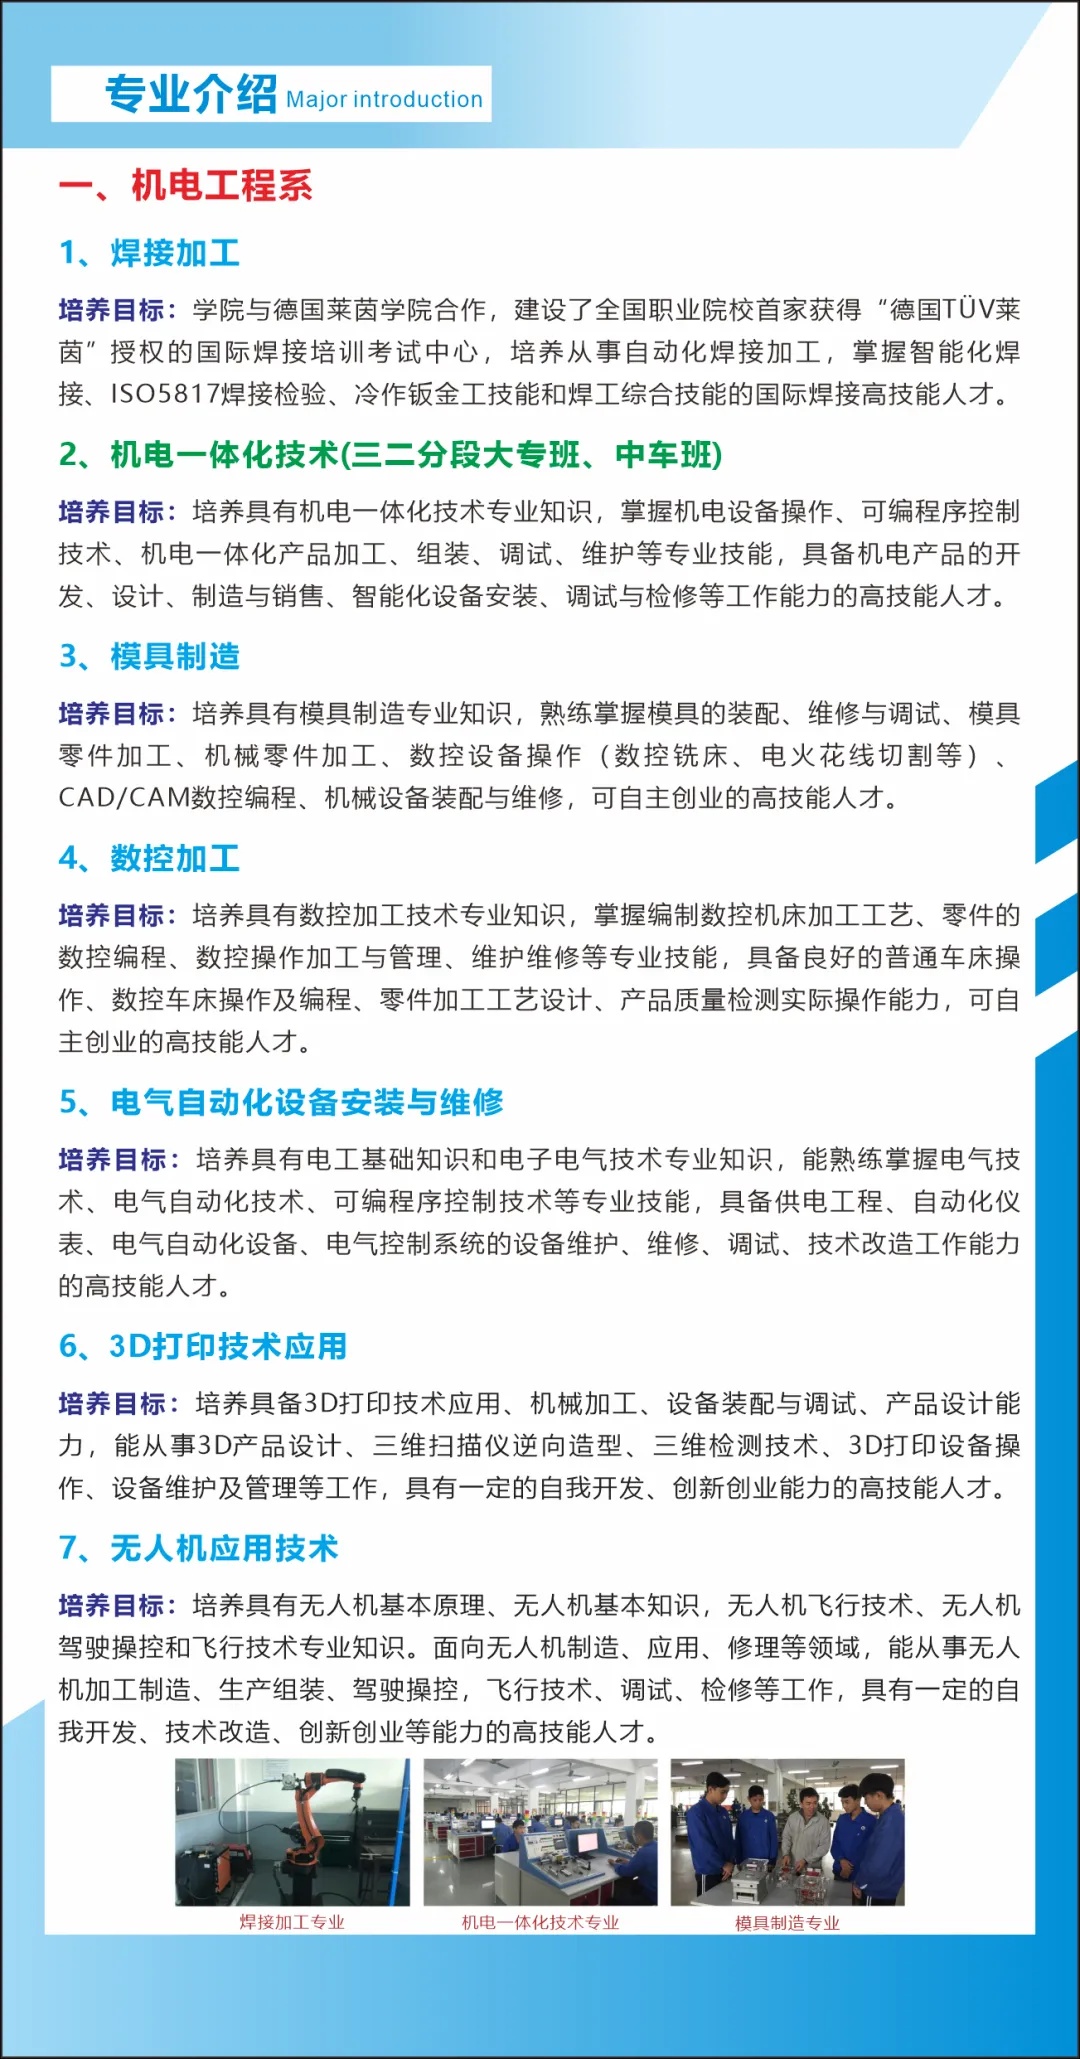 专业介绍 Major introduction
一、机电工程系
1、焊接加工
培养目标：学院与德国莱茵学院合作，建设了全国职业院校首家获得“德国TÜV莱
茵”授权的国际焊接培训考试中心，培养从事自动化焊接加工，掌握智能化焊
接、ISO5817焊接检验、冷作钣金工技能和焊工综合技能的国际焊接高技能人才。
2、机电一体化技术(三二分段大专班、中车班)
培养目标：培养具有机电一体化技术专业知识，掌握机电设备操作、可编程序控制
技术、机电一体化产品加工、组装、调试、维护等专业技能，具备机电产品的开
发、设计、制造与销售、智能化设备安装、调试与检修等工作能力的高技能人才。
3、模具制造
培养目标：培养具有模具制造专业知识，熟练掌握模具的装配、维修与调试、模具
零件加工、机械零件加工、数控设备操作（数控铣床、电火花线切割等）、
CAD/CAM数控编程、机械设备装配与维修，可自主创业的高技能人才。
4、数控加工
培养目标：培养具有数控加工技术专业知识，掌握编制数控机床加工工艺、零件的
数控编程、数控操作加工与管理、维护维修等专业技能，具备良好的普通车床操
作、数控车床操作及编程、零件加工工艺设计、产品质量检测实际操作能力，可自
主创业的高技能人才。
5、电气自动化设备安装与维修
培养目标：培养具有电工基础知识和电子电气技术专业知识，能熟练掌握电气技
术、电气自动化技术、可编程序控制技术等专业技能，具备供电工程、自动化仪
表、电气自动化设备、电气控制系统的设备维护、维修、调试、技术改造工作能力
的高技能人才。
6、3D打印技术应用
培养目标：培养具备3D打印技术应用、机械加工、设备装配与调试、产品设计能
力，能从事3D产品设计、三维扫描仪逆向造型、三维检测技术、3D打印设备操
作、设备维护及管理等工作，具有一定的自我开发、创新创业能力的高技能人才。
7、无人机应用技术
培养目标：培养具有无人机基本原理、无人机基本知识，无人机飞行技术、无人机
驾驶操控和飞行技术专业知识。面向无人机制造、应用、修理等领域，能从事无人
机加工制造、生产组装、驾驶操控，飞行技术、调试、检修等工作，具有一定的自
我开发、技术改造、创新创业等能力的高技能人才。
焊接加工专业 机电一体化技术专业 模具制造专业